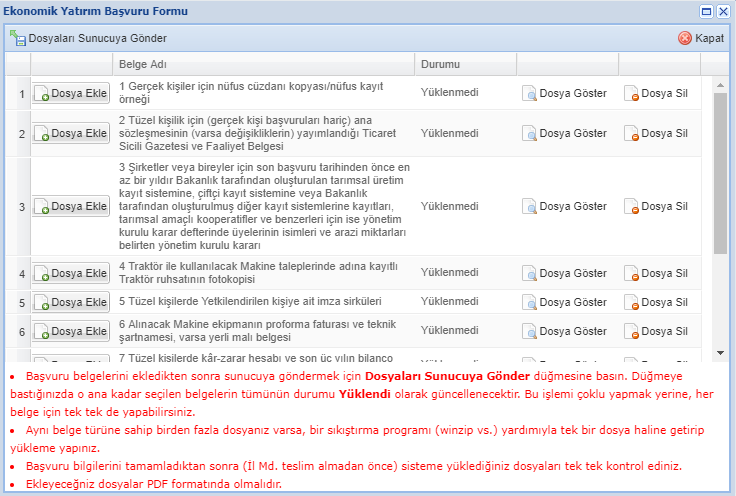 Ekonomik Yatırım Başvuru Formu
Dosyaları Sunucuya Gönder
Kapat
Belge Adı
Durumu
1
Dosya Ekle
1 Gerçek kişiler için nüfus cüzdanı kopyası/nüfus kayıt
örneği
Yüklenmedi
Dosya Göster
Dosya Sil
2
Dosya Ekle
2 Tüzel kişilik için (gerçek kişi başvuruları hariç) ana
sözleşmesinin (varsa değişikliklerin) yayımlandığı Ticaret
Sicili Gazetesi ve Faaliyet Belgesi
Yüklenmedi
Dosya Göster
Dosya Sil
3
Dosya Ekle
3 Şirketler veya bireyler için son başvuru tarihinden önce en
az bir yıldır Bakanlık tarafından oluşturulan tarımsal üretim
kayıt sistemine, çiftçi kayıt sistemine veya Bakanlık
tarafından oluşturulmuş diğer kayıt sistemlerine kayıtları,
tarımsal amaçlı kooperatifler ve benzerleri için ise yönetim
kurulu karar defterinde üyelerinin isimleri ve arazi miktarları
belirten yönetim kurulu kararı
Yüklenmedi
Dosya Göster
Dosya Sil
4
Dosya Ekle
4 Traktör ile kullanılacak Makine taleplerinde adına kayıtlı
Traktör ruhsatının fotokopisi
Yüklenmedi
Dosya Göster
Dosya Sil
5
Dosya Ekle
5 Tüzel kişilerde Yetkilendirilen kişiye ait imza sirküleri
Yüklenmedi
Dosya Göster
Dosya Sil
6
Dosya Ekle
6 Alınacak Makine ekipmanın proforma faturası ve teknik
şartnamesi, varsa yerli malı belgesi
Yüklenmedi
Dosya Göster
Dosya Sil
7 Tüzel kişilerde kâr-zarar hesabı ve son üç yılın bilanço
• Başvuru belgelerini ekledikten sonra sunucuya göndermek için Dosyaları Sunucuya Gönder düğmesine basın. Düğmeye
bastığınızda o ana kadar seçilen belgelerin tümünün durumu Yüklendi olarak güncellenecektir. Bu işlemi çoklu yapmak yerine, her
belge için tek tek de yapabilirsiniz.
• Aynı belge türüne sahip birden fazla dosyanız varsa, bir sıkıştırma programı (winzip vs.) yardımıyla tek bir dosya haline getirip
yükleme yapınız.
• Başvuru bilgilerini tamamladıktan sonra (İl Md. teslim almadan önce) sisteme yüklediğiniz dosyaları tek tek kontrol ediniz.
• Ekleyeceğniz dosyalar PDF formatında olmalıdır.